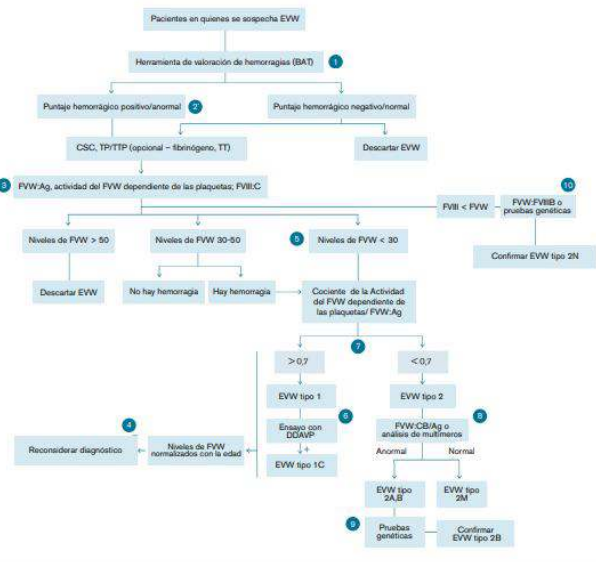 Pacientes en quienes se sospecha EVW
Herramienta de valoración de hemorragias (BAT)
1
Puntaje hemorrágico positivo/anormal
2
Puntaje hemorrágico negativo/normal
CSC, TP/TTP (opcional – fibrinógeno, TT)
Descartar EVW
3
FVW:Ag, actividad del FVW dependiente de las plaquetas; FVIII:C
10
FVIII < FVW
FVW:FVIIIB o
pruebas genéticas
Confirmar EVW tipo 2N
Niveles de FVW > 50
Niveles de FVW 30-50
5
Niveles de FVW < 30
Descartar EVW
No hay hemorragia
Hay hemorragia
Cociente de la Actividad
del FVW dependiente de
las plaquetas/ FVW:Ag
7
>0,7
<0,7
EVW tipo 1
EVW tipo 2
6
Ensayo con
DDAVP
+
EVW tipo 1C
8
FVW:CB/Ag o
análisis de multímeros
4
Reconsiderar diagnóstico
Niveles de FVW
normalizados con la edad
Anormal
Normal
EVW tipo
2A,B
EVW tipo
2M
9
Pruebas
genéticas
Confirmar
EVW tipo 2B